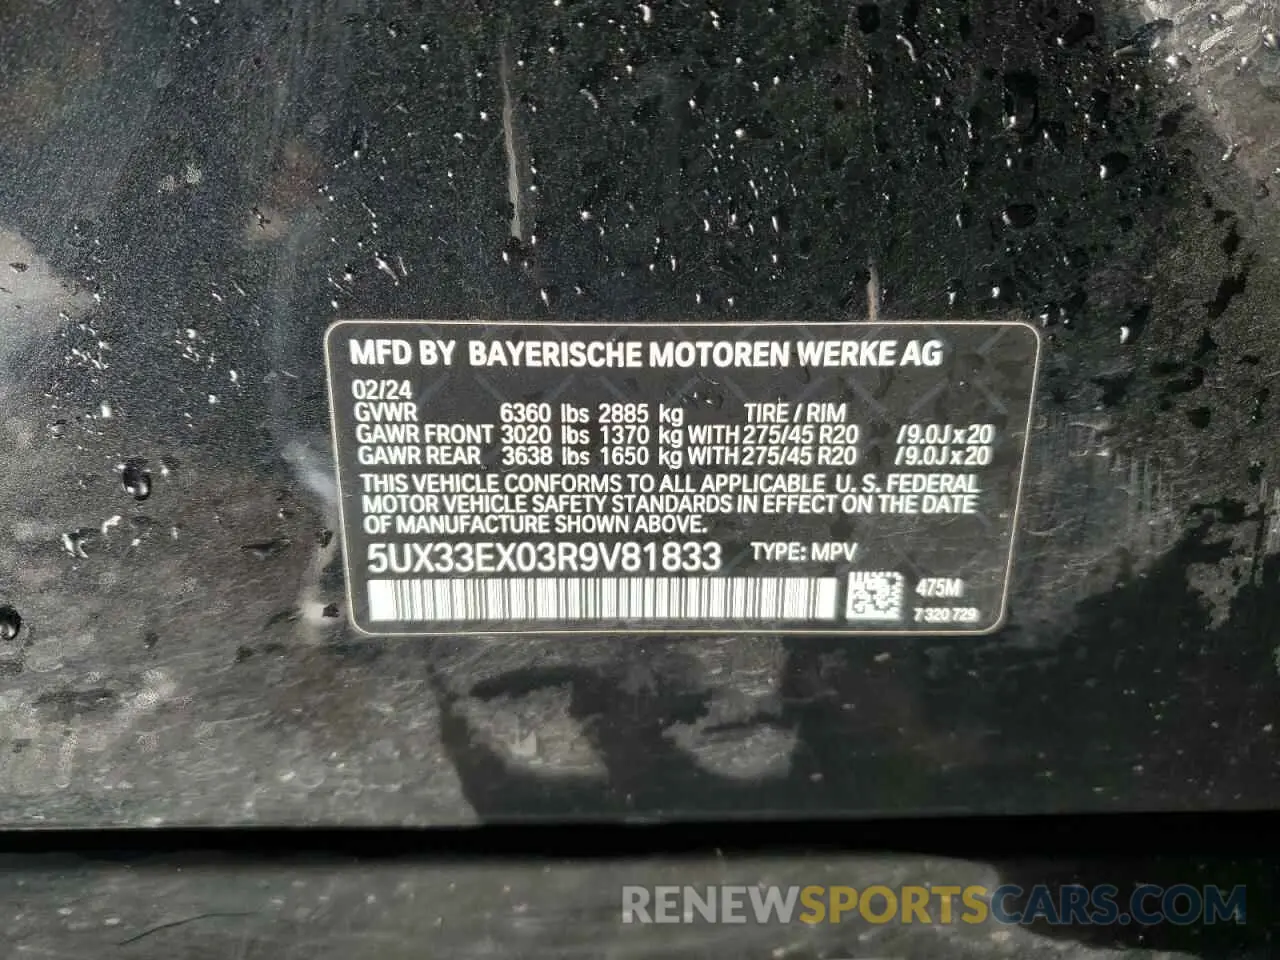 MFD BY BAYERISCHE MOTOREN WERKE AG
02/24
GVWR 6360 lbs 2885 kg TIRE / RIM
GAWR FRONT 3020 lbs 1370 kg WITH 275/45 R20 /9.0J x 20
GAWR REAR 3638 lbs 1650 kg WITH 275/45 R20 /9.0J x 20
THIS VEHICLE CONFORMS TO ALL APPLICABLE U. S. FEDERAL
MOTOR VEHICLE SAFETY STANDARDS IN EFFECT ON THE DATE
OF MANUFACTURE SHOWN ABOVE.
5UX33EX03R9V81833 TYPE: MPV
475M
7 320 729
RENEWSPORTSCARS.COM